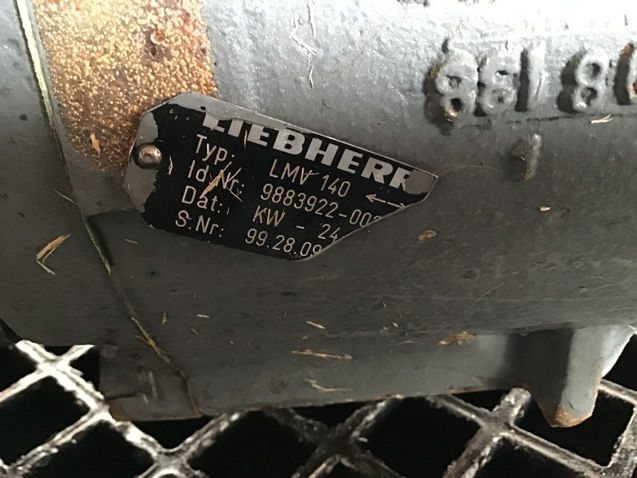 LIEBHERR
Typ: LMV 140
Id.Nr: 9883922-00
Dat: KW - 24
S.Nr: 99.28.09